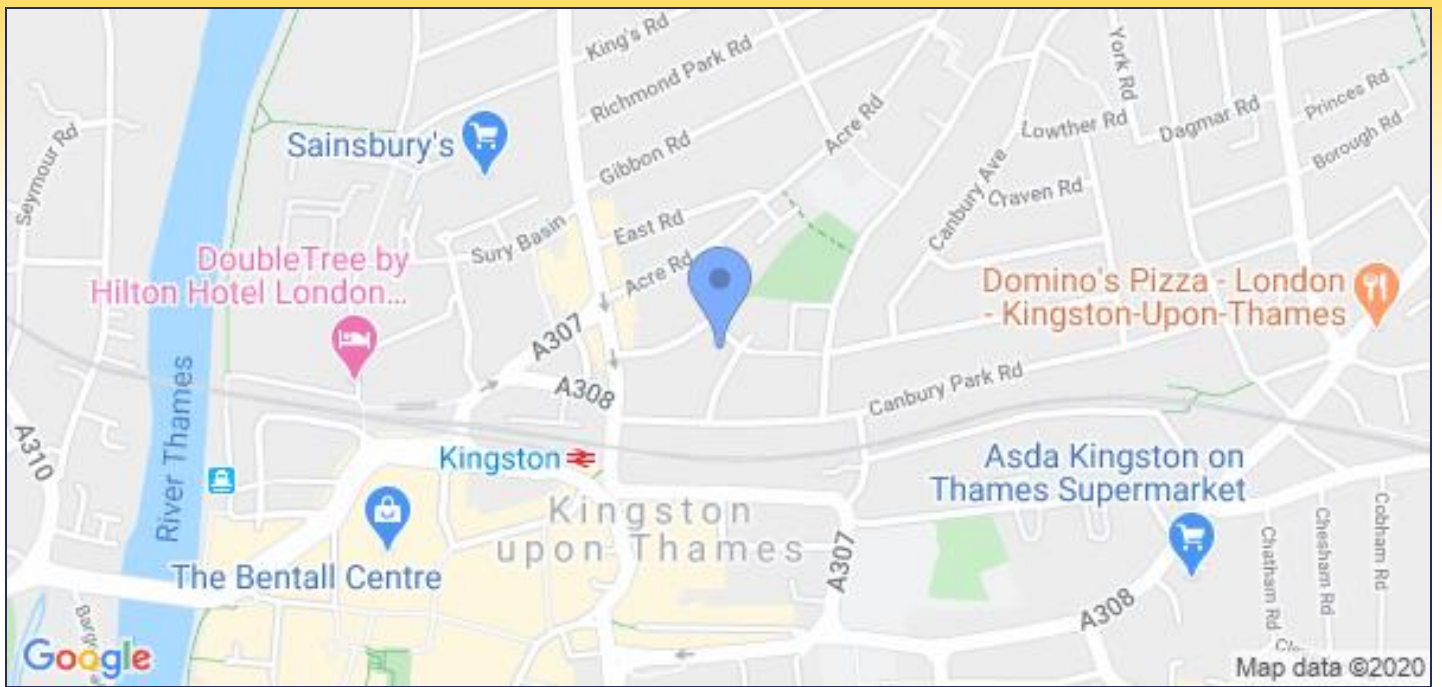 King's Rd
Richmond Park Rd
York Rd
Princes Rd
Acre Rd
Lowther Rd
Dagmar Rd
Borough Rd
Seymour Rd
Sainsbury's
Gibbon Rd
Canbury Ave
Craven Rd
Sury Basin
East Rd
DoubleTree by
Hilton Hotel London...
Acre Rd
Domino's Pizza - London
- Kingston-Upon-Thames
A307
A308
Canbury Park Rd
River Thames
A310
Kingston
Asda Kingston on
Thames Supermarket
Kingston
upon Thames
The Bentall Centre
A307
A308
Chatham Rd
Chesham Rd
Cobham Rd
Google
Map data ©2020